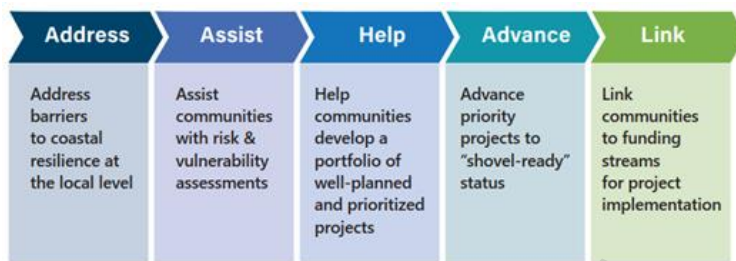 Address
Assist
Help
Advance
Link
Address
barriers
to coastal
resilience at
the local level
Assist
communities
with risk &
vulnerability
assessments
Help
communities
develop a
portfolio of
well-planned
and prioritized
projects
Advance
priority
projects to
“shovel-ready”
status
Link
communities
to funding
streams
for project
implementation